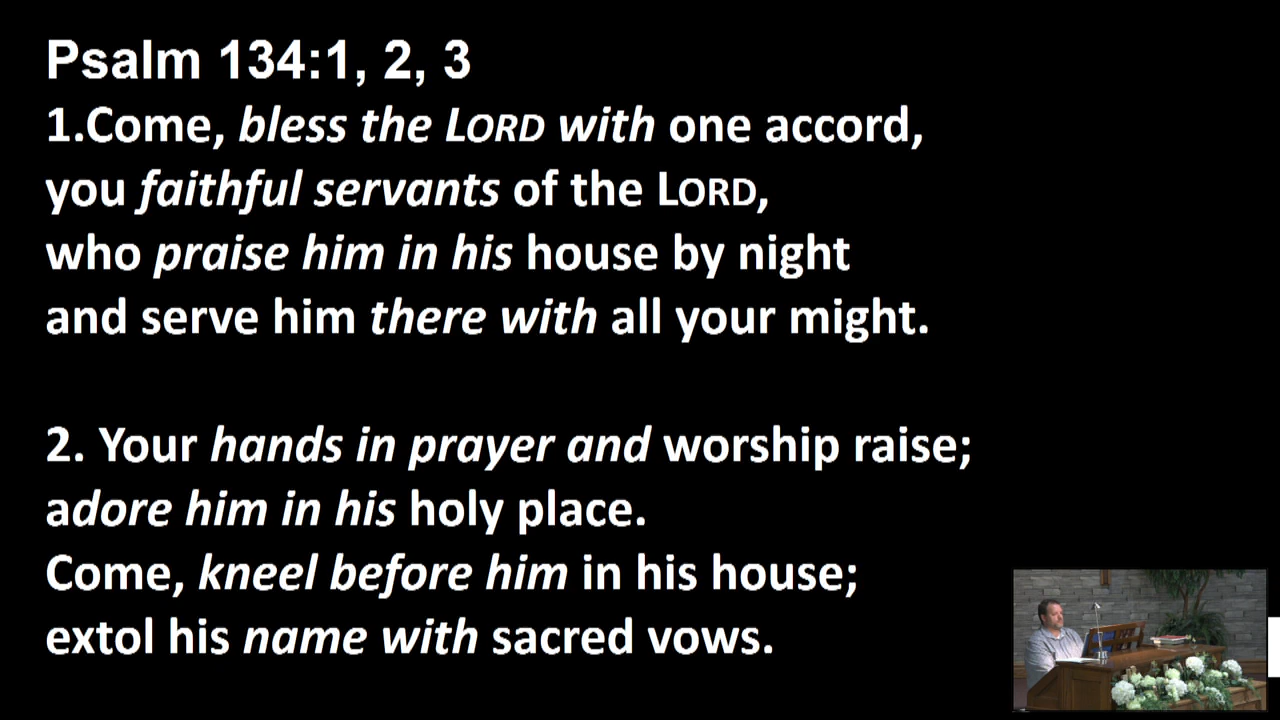 Psalm 134:1, 2, 3
1.Come, bless the LORD with one accord,
you faithful servants of the LORD,
who praise him in his house by night
and serve him there with all your might.
2. Your hands in prayer and worship raise;
adore him in his holy place.
Come, kneel before him in his house;
extol his name with sacred vows.